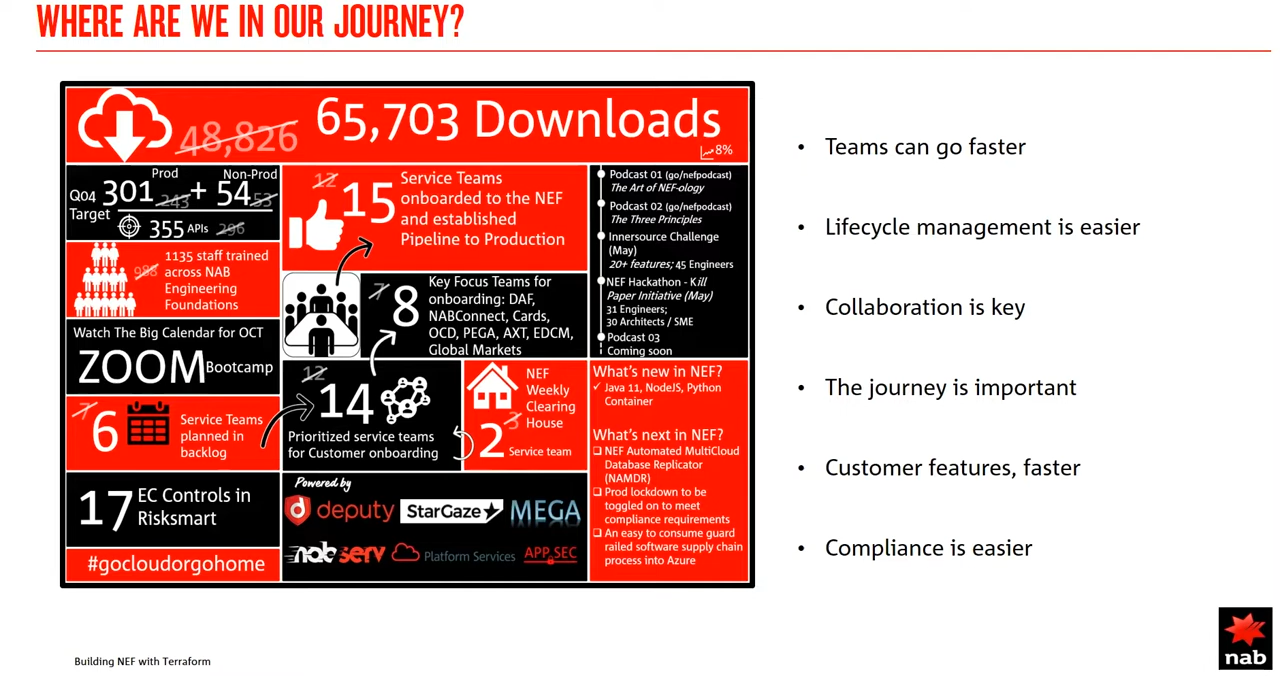 WHERE ARE WE IN OUR JOURNEY?
48,826
65,703 Downloads
8%
Q04
Target
Prod
301 243 + 54 53
Non-Prod
355 APIs 296
988
1135 staff trained
across NAB
Engineering
Foundations
Watch The Big Calendar for OCT
ZOOM Bootcamp
7
6
Service Teams
planned in
backlog
17 EC Controls in
Risksmart
#gocloudorgohome
12
15
Service Teams
onboarded to the NEF
and established
Pipeline to Production
7
8
Key Focus Teams for
onboarding: DAF,
NABConnect, Cards,
OCD, PEGA, AXT, EDCM,
Global Markets
12
14
Prioritized service teams
for Customer onboarding
NEF
Weekly
Clearing
House
2 3
Service team
Powered by
deputy StarGaze MEGA
nab serv Platform Services APP.SEC
Podcast 01 (go/nefpodcast)
The Art of NEF-ology
Podcast 02 (go/nefpodcast)
The Three Principles
Innersource Challenge
(May)
20+ features; 45 Engineers
NEF Hackathon - Kill
Paper Initiative (May)
31 Engineers;
30 Architects / SME
Podcast 03
Coming soon
What's new in NEF?
✓ Java 11, NodeJS, Python
Container
What's next in NEF?
❑ NEF Automated MultiCloud
Database Replicator
(NAMDR)
❑ Prod lockdown to be
toggled on to meet
compliance requirements
❑ An easy to consume guard
railed software supply chain
process into Azure
• Teams can go faster
• Lifecycle management is easier
• Collaboration is key
• The journey is important
• Customer features, faster
• Compliance is easier
Building NEF with Terraform
nab